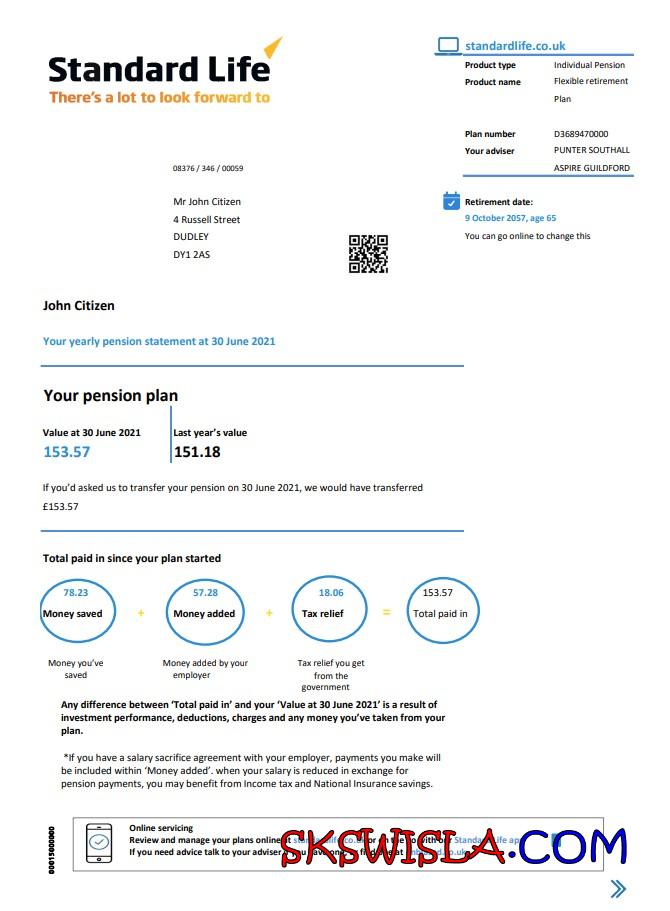 Standard Life
There's a lot to look forward to
standardlife.co.uk
Product type Individual Pension
Product name Flexible retirement
Plan
Plan number D3689470000
Your adviser PUNTER SOUTHALL
ASPIRE GUILDFORD
08376 / 346 / 00059
Mr John Citizen
4 Russell Street
DUDLEY
DY1 2AS
Retirement date:
9 October 2057, age 65
You can go online to change this
John Citizen
Your yearly pension statement at 30 June 2021
Your pension plan
Value at 30 June 2021 Last year's value
153.57 151.18
If you'd asked us to transfer your pension on 30 June 2021, we would have transferred
£153.57
Total paid in since your plan started
78.23 57.28 18.06 153.57
Money saved + Money added + Tax relief = Total paid in
Money you've Money added by your Tax relief you get
saved employer from the
government
Any difference between 'Total paid in' and your 'Value at 30 June 2021' is a result of
investment performance, deductions, charges and any money you've taken from your
plan.
*If you have a salary sacrifice agreement with your employer, payments you make will
be included within 'Money added'. when your salary is reduced in exchange for
pension payments, you may benefit from Income tax and National Insurance savings.
000015000000
Online servicing
Review and manage your plans online at standardlife.co.uk or on the go with our Standard Life app
If you need advice talk to your adviser
SKSWISLA.COM